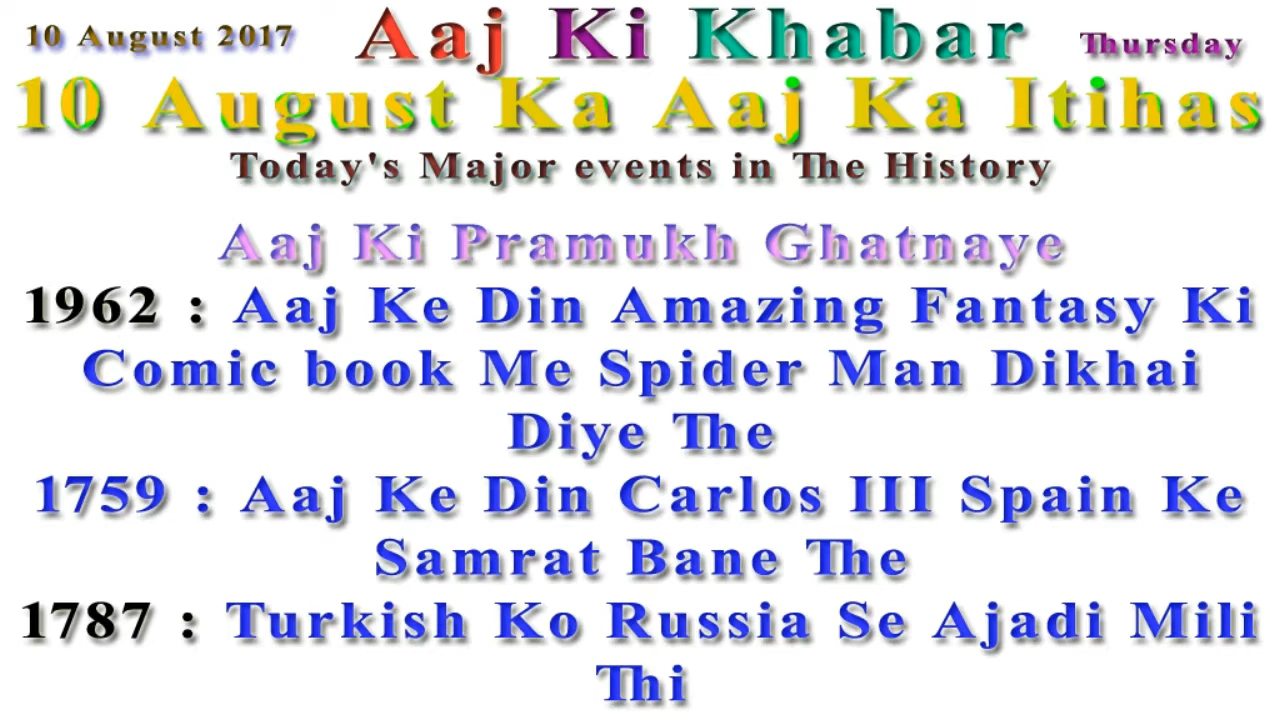 10 August 2017 Aaj Ki Khabar Thursday
10 August Ka Aaj Ka Itihas
Today's Major events in The History
Aaj Ki Pramukh Ghatnaye
1962 : Aaj Ke Din Amazing Fantasy Ki
Comic book Me Spider Man Dikhai
Diye The
1759 : Aaj Ke Din Carlos III Spain Ke
Samrat Bane The
1787 : Turkish Ko Russia Se Ajadi Mili
Thi